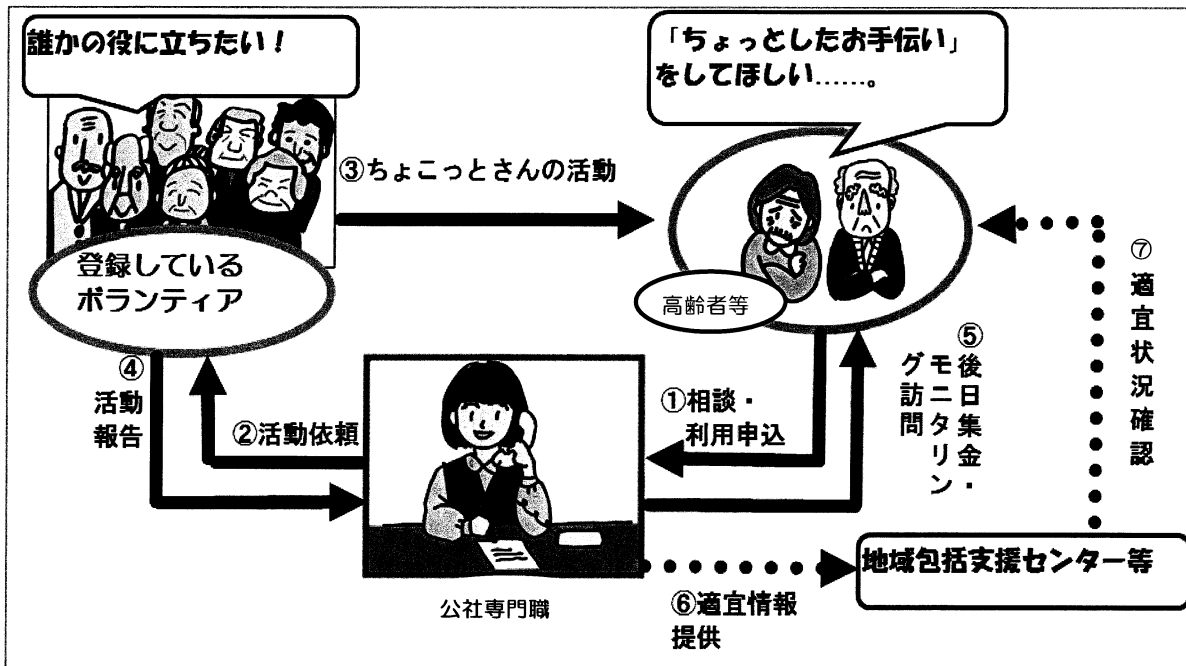 誰かの役に立ちたい！
「ちょっとしたお手伝い」
をしてほしい……。
③ちょこっとさんの活動
登録している
ボランティア
高齢者等
④
活動
報告
②活動依頼
①相談・
利用申込
⑤後日集金・
モニタリン
グ訪問
⑦適宜状況確認
公社専門職
⑥適宜情報
提供
地域包括支援センター等